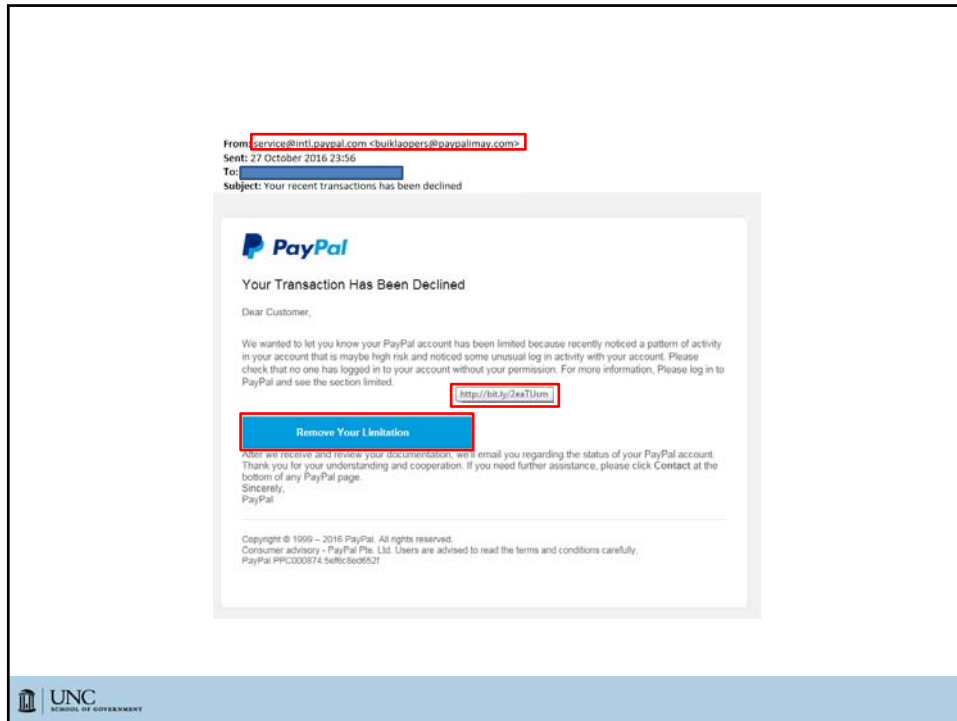 From: service@intl.paypal.com <buiklaopers@paypalimay.com>
Sent: 27 October 2016 23:56
To:
Subject: Your recent transactions has been declined
PayPal
Your Transaction Has Been Declined
Dear Customer,
We wanted to let you know your PayPal account has been limited because recently noticed a pattern of activity
in your account that is maybe high risk and noticed some unusual log in activity with your account. Please
check that no one has logged in to your account without your permission. For more information, Please log in to
PayPal and see the section limited.
http://bit.ly/2eaTUsm
Remove Your Limitation
After we receive and review your documentation, we'll email you regarding the status of your PayPal account.
Thank you for your understanding and cooperation. If you need further assistance, please click Contact at the
bottom of any PayPal page.
Sincerely,
PayPal
Copyright © 1999 – 2016 PayPal. All rights reserved.
Consumer advisory - PayPal Pte. Ltd. Users are advised to read the terms and conditions carefully.
PayPal PPC000874:5ef6c8ed652f
UNC
SCHOOL OF GOVERNMENT